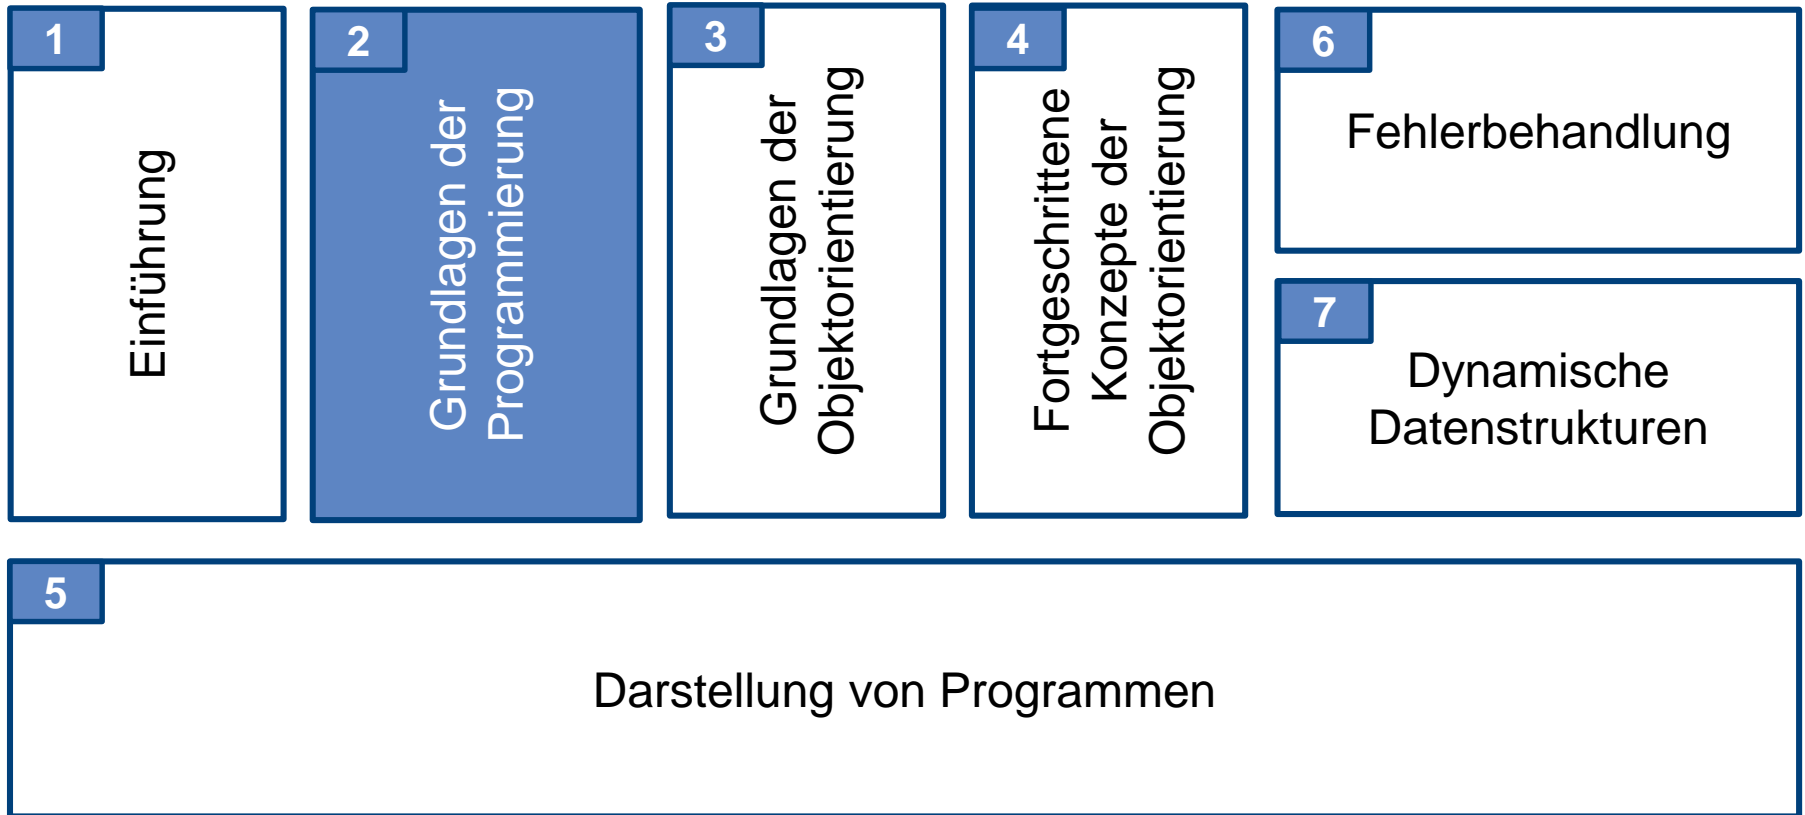 1
Einführung
2
Grundlagen der
Programmierung
3
Grundlagen der
Objektorientierung
4
Fortgeschrittene
Konzepte der
Objektorientierung
6
Fehlerbehandlung
7
Dynamische
Datenstrukturen
5
Darstellung von Programmen